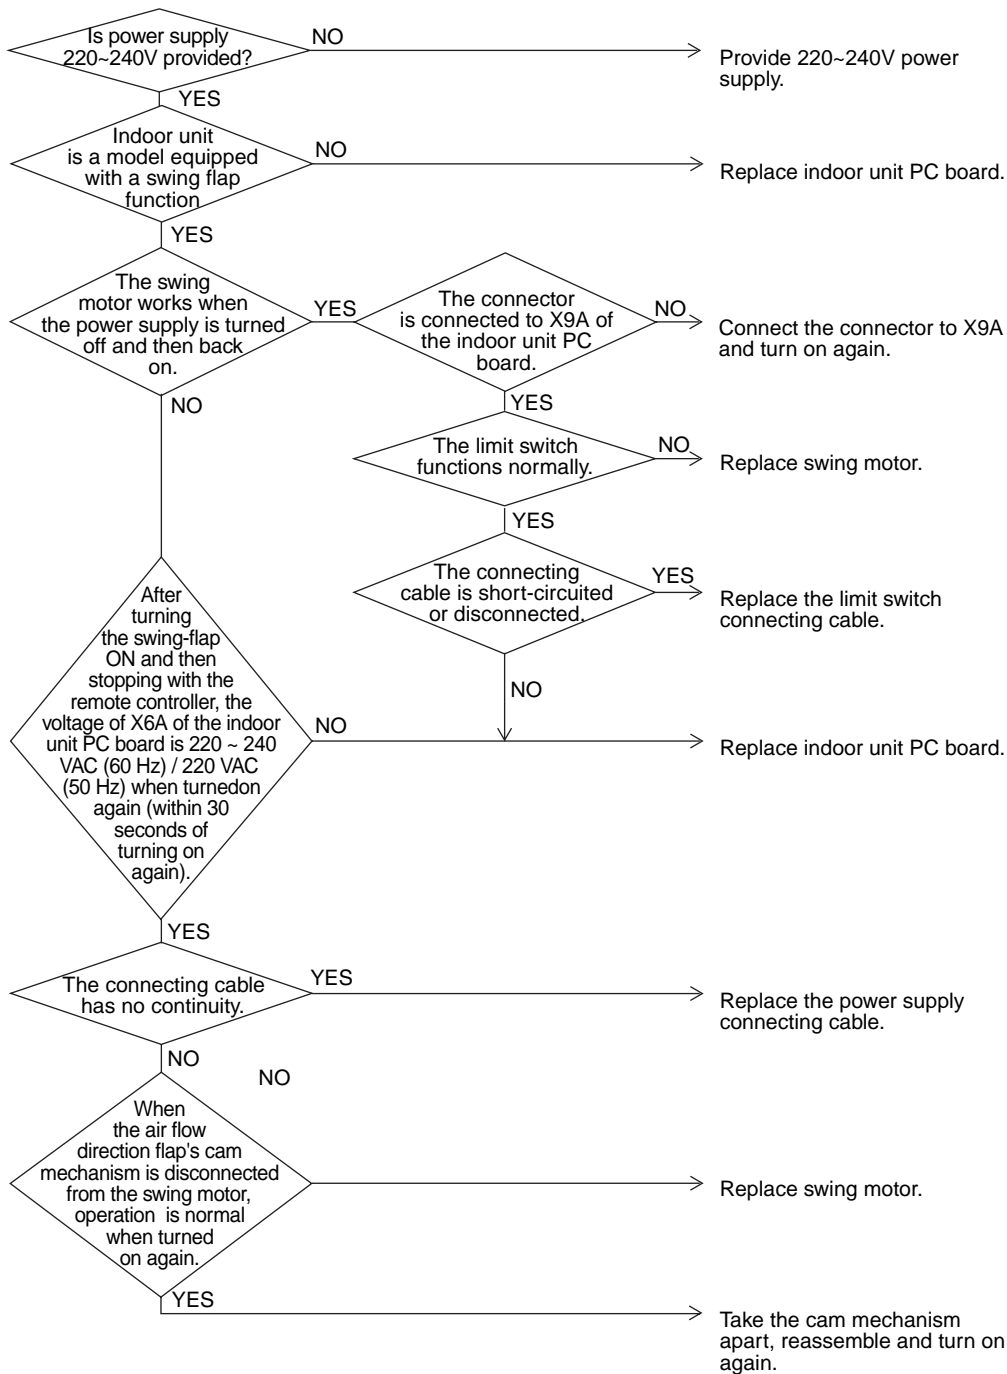 Is power supply
220~240V provided?
NO
Provide 220~240V power
supply.
YES
Indoor unit
is a model equipped
with a swing flap
function
NO
Replace indoor unit PC board.
YES
The swing
motor works when
the power supply is turned
off and then back
on.
YES
The connector
is connected to X9A of
the indoor unit PC
board.
NO
Connect the connector to X9A
and turn on again.
NO
YES
The limit switch
functions normally.
NO
Replace swing motor.
YES
The connecting
cable is short-circuited
or disconnected.
YES
Replace the limit switch
connecting cable.
NO
After
turning
the swing-flap
ON and then
stopping with the
remote controller, the
voltage of X6A of the indoor
unit PC board is 220 ~ 240
VAC (60 Hz) / 220 VAC
(50 Hz) when turnedon
again (within 30
seconds of
turning on
again).
NO
Replace indoor unit PC board.
YES
The connecting cable
has no continuity.
YES
Replace the power supply
connecting cable.
NO
NO
When
the air flow
direction flap's cam
mechanism is disconnected
from the swing motor,
operation is normal
when turned
on again.
Replace swing motor.
YES
Take the cam mechanism
apart, reassemble and turn on
again.